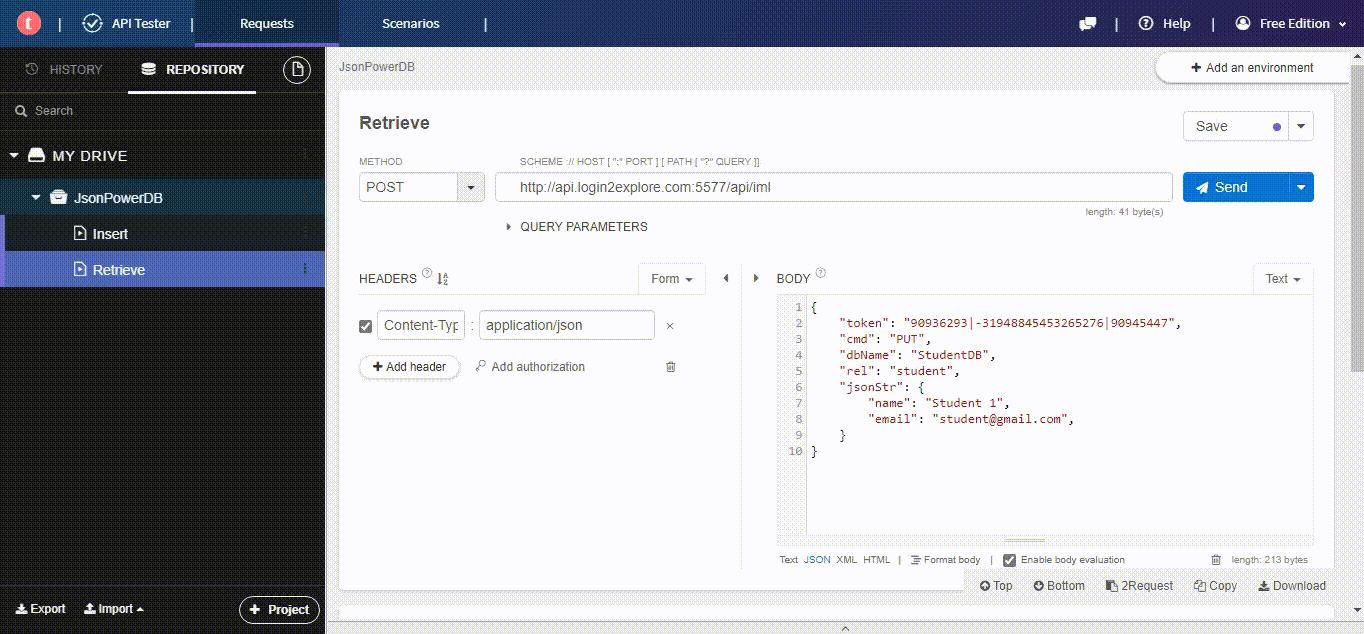 t | API Tester | Requests Scenarios | | Help | Free Edition
HISTORY REPOSITORY
Search
MY DRIVE
JsonPowerDB
Insert
Retrieve
Export Import + Project
JsonPowerDB
+ Add an environment
Retrieve
Save
METHOD
SCHEME :// HOST [ ":" PORT ] [ PATH [ "?" QUERY ]]
POST
http://api.login2explore.com:5577/api/iml
Send
length: 41 byte(s)
QUERY PARAMETERS
HEADERS ? Form
Content-Typ : application/json ×
+ Add header Add authorization
BODY ? Text
1 {
2 "token": "90936293|-31948845453265276|90945447",
3 "cmd": "PUT",
4 "dbName": "StudentDB",
5 "rel": "student",
6 "jsonStr": {
7 "name": "Student 1",
8 "email": "student@gmail.com",
9 }
10 }
Text JSON XML HTML | Format body | Enable body evaluation length: 213 bytes
Top Bottom 2Request Copy Download